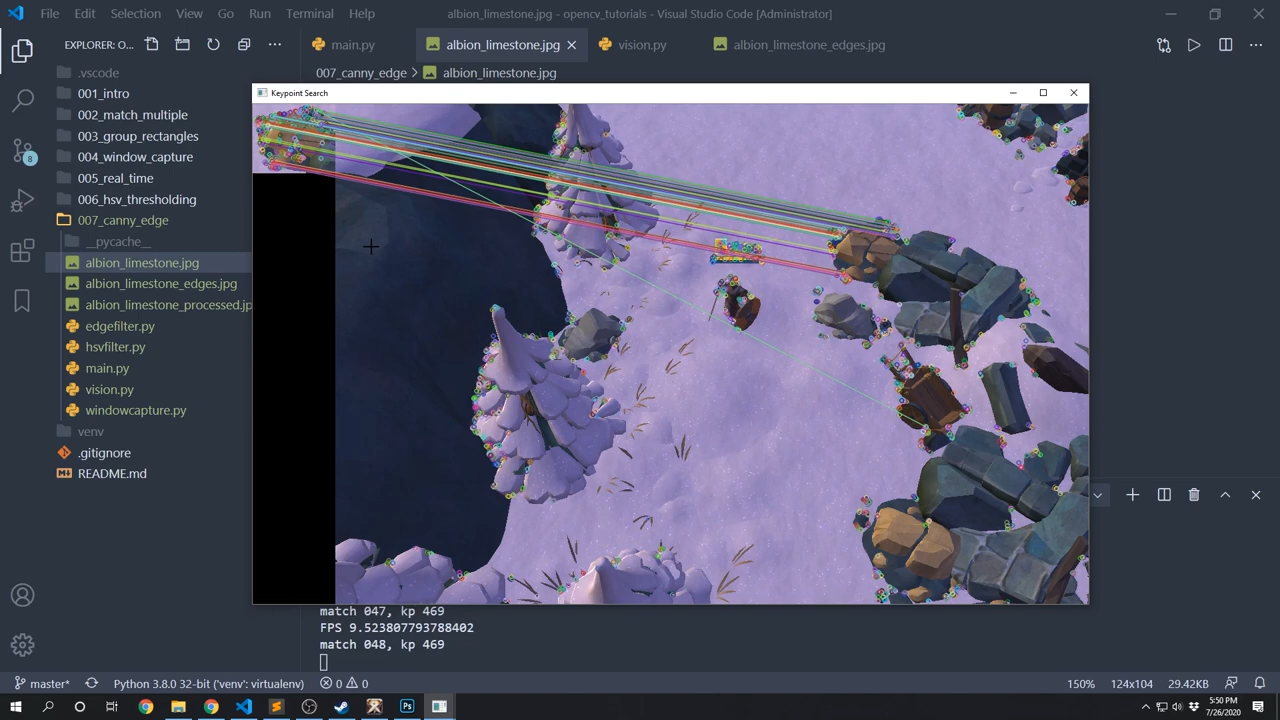 File Edit Selection View Go Run Terminal Help
albion_limestone.jpg - opencv_tutorials - Visual Studio Code [Administrator]
EXPLORER: O...
main.py
albion_limestone.jpg
vision.py
albion_limestone_edges.jpg
007_canny_edge > albion_limestone.jpg
.vscode
001_intro
002_match_multiple
003_group_rectangles
004_window_capture
005_real_time
006_hsv_thresholding
007_canny_edge
__pycache__
albion_limestone.jpg
albion_limestone_edges.jpg
albion_limestone_processed.jp
edgefilter.py
hsvfilter.py
main.py
vision.py
windowcapture.py
venv
.gitignore
README.md
8
Keypoint Search
match 047, kp 469
FPS 9.523807793788402
match 048, kp 469
master*
Python 3.8.0 32-bit ('venv': virtualenv)
0 0
150%
124x104
29.42KB
5:50 PM
7/26/2020